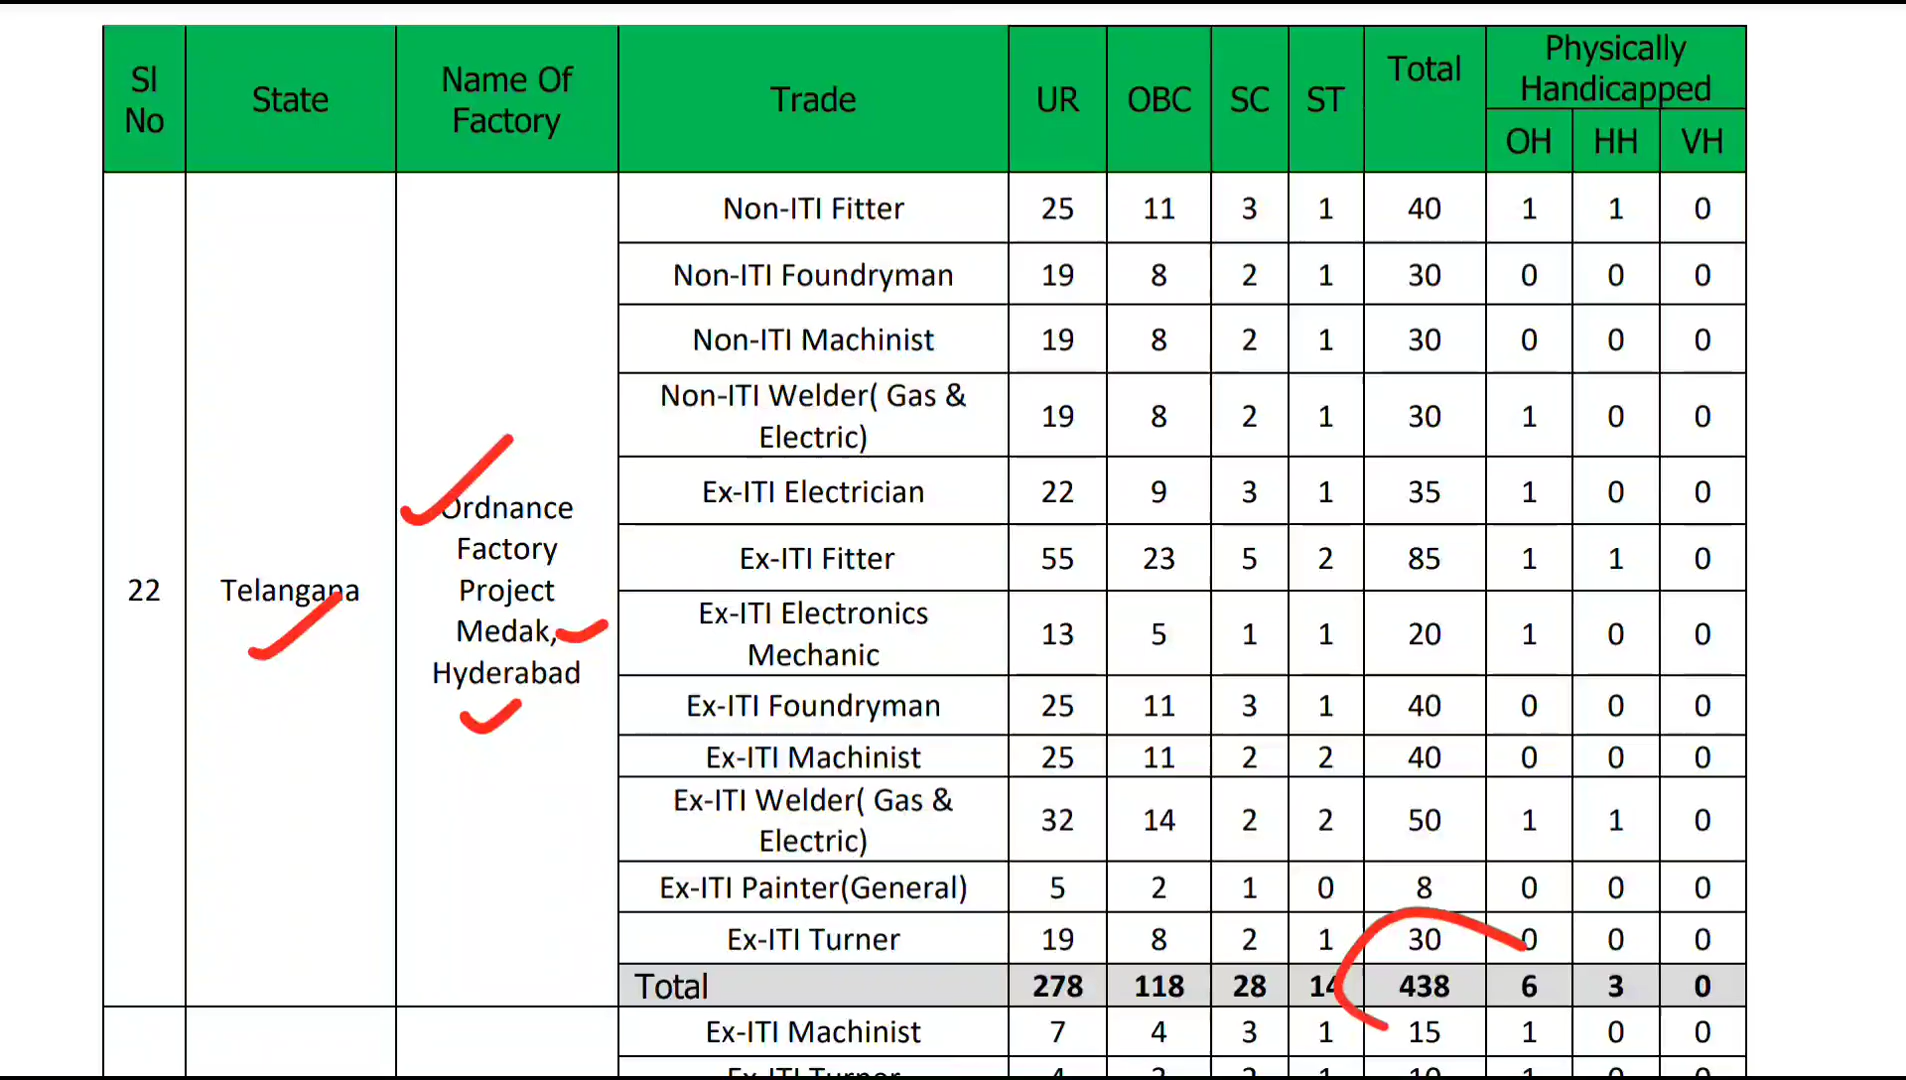 Sl No | State | Name Of Factory | Trade | UR | OBC | SC | ST | Total | Physically Handicapped
OH | HH | VH
22 | Telangana | Ordnance Factory Project Medak, Hyderabad | Non-ITI Fitter | 25 | 11 | 3 | 1 | 40 | 1 | 1 | 0
Non-ITI Foundryman | 19 | 8 | 2 | 1 | 30 | 0 | 0 | 0
Non-ITI Machinist | 19 | 8 | 2 | 1 | 30 | 0 | 0 | 0
Non-ITI Welder( Gas & Electric) | 19 | 8 | 2 | 1 | 30 | 1 | 0 | 0
Ex-ITI Electrician | 22 | 9 | 3 | 1 | 35 | 1 | 0 | 0
Ex-ITI Fitter | 55 | 23 | 5 | 2 | 85 | 1 | 1 | 0
Ex-ITI Electronics Mechanic | 13 | 5 | 1 | 1 | 20 | 1 | 0 | 0
Ex-ITI Foundryman | 25 | 11 | 3 | 1 | 40 | 0 | 0 | 0
Ex-ITI Machinist | 25 | 11 | 2 | 2 | 40 | 0 | 0 | 0
Ex-ITI Welder( Gas & Electric) | 32 | 14 | 2 | 2 | 50 | 1 | 1 | 0
Ex-ITI Painter(General) | 5 | 2 | 1 | 0 | 8 | 0 | 0 | 0
Ex-ITI Turner | 19 | 8 | 2 | 1 | 30 | 0 | 0 | 0
Total | 278 | 118 | 28 | 14 | 438 | 6 | 3 | 0
Ex-ITI Machinist | 7 | 4 | 3 | 1 | 15 | 1 | 0 | 0
Ex-ITI Turner